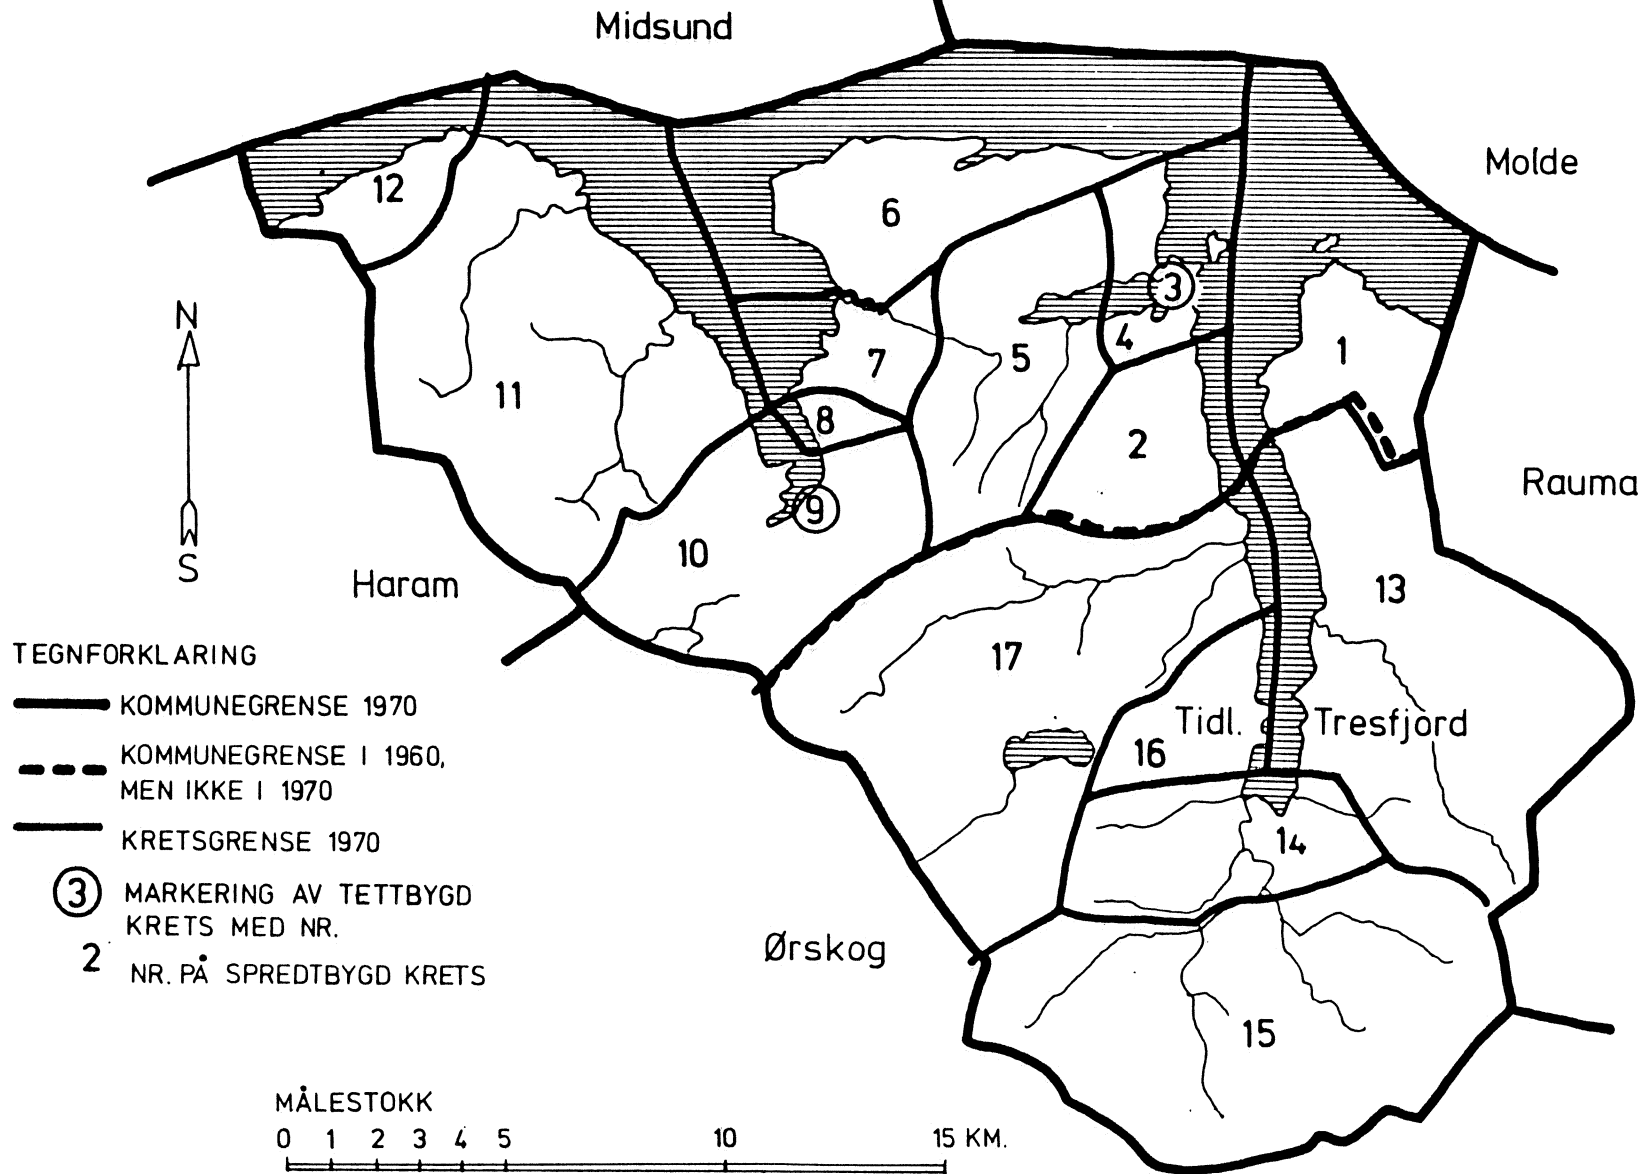 Midsund
Molde
12
6
N
3
4
1
7
5
11
8
2
Rauma
9
10
S
Haram
13
17
Tidl. Tresfjord
16
14
Ørskog
15
TEGNFORKLARING
KOMMUNEGRENSE 1970
KOMMUNEGRENSE I 1960,
MEN IKKE I 1970
KRETSGRENSE 1970
3 MARKERING AV TETTBYGD
KRETS MED NR.
2 NR. PÅ SPREDTBYGD KRETS
MÅLESTOKK
0 1 2 3 4 5 10 15 KM.